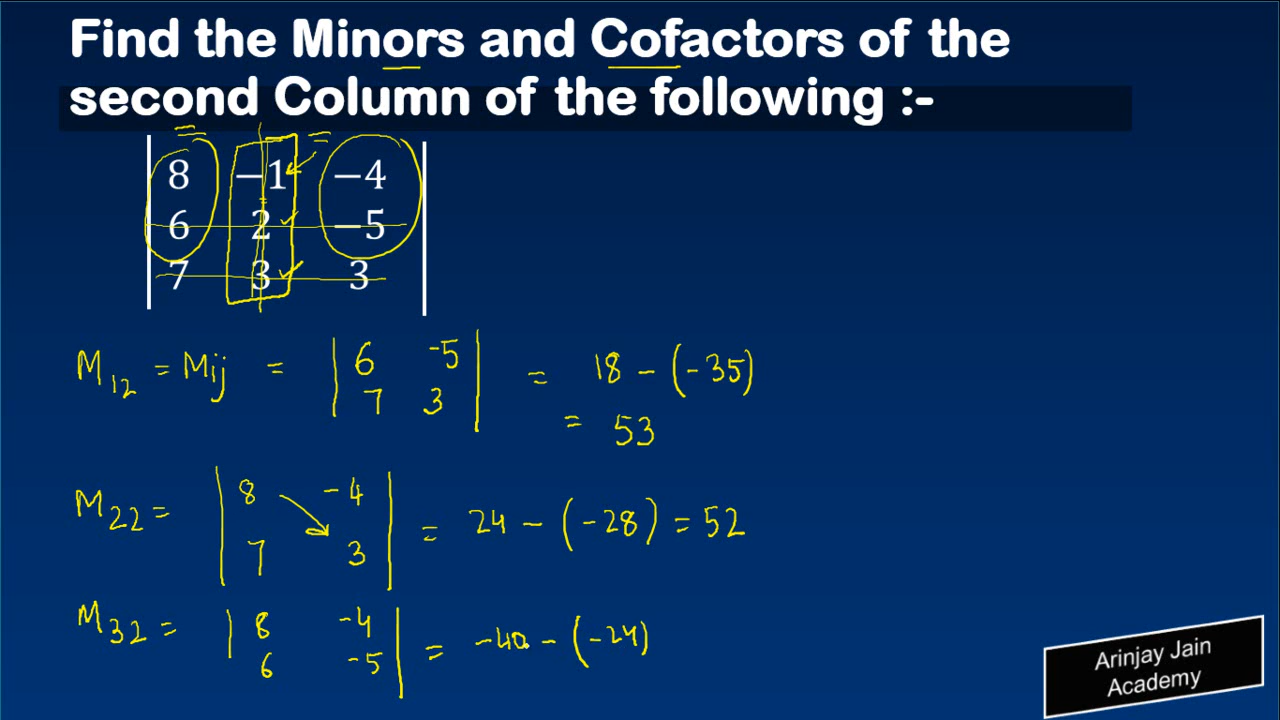 Find the Minors and Cofactors of the
second Column of the following :-
8 −1 −4
6 2 −5
7 3 3
M12 = Mij = | 6 -5 | = 18 - (-35)
7 3
= 53
M22 = | 8 -4 | = 24 - (-28) = 52
7 3
M32 = | 8 -4 | = -40 - (-24)
6 -5
Arinjay Jain
Academy